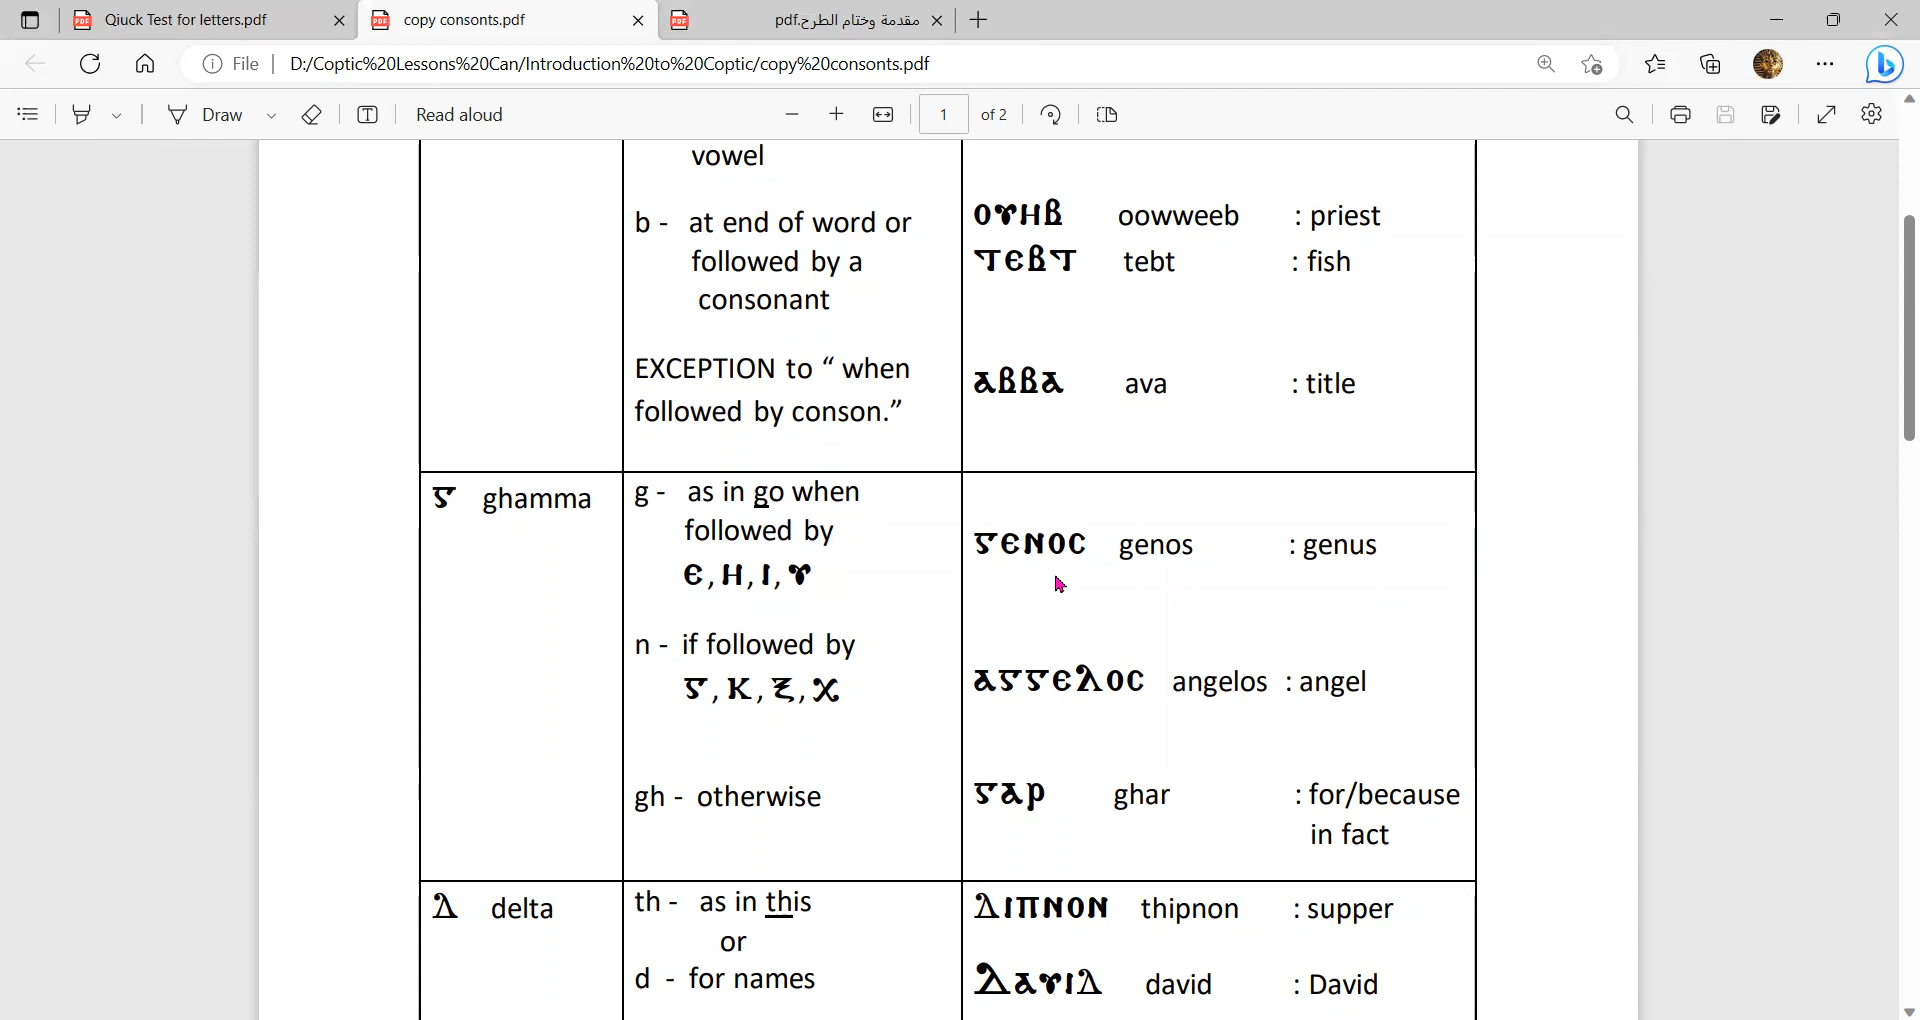 Qiuck Test for letters.pdf
copy consonts.pdf
مقدمة وختام الطرح.pdf
File
D:/Coptic%20Lessons%20Can/Introduction%20to%20Coptic/copy%20consonts.pdf
Draw
Read aloud
1 of 2
vowel
b - at end of word or
followed by a
consonant
ⲟⲩⲏⲃ oowweeb : priest
ⲧⲉⲃⲧ tebt : fish
EXCEPTION to “ when
followed by conson.”
ⲁⲃⲃⲁ ava : title
ⲅ ghamma
g - as in go when
followed by
ⲉ, ⲏ, ⲓ, ⲩ
ⲅⲉⲛⲟⲥ genos : genus
n - if followed by
ⲅ, ⲕ, ⲝ, ⲭ
ⲁⲅⲅⲉⲗⲟⲥ angelos : angel
gh - otherwise
ⲅⲁⲣ ghar : for/because
in fact
ⲇ delta
th - as in this
or
d - for names
ⲇⲓⲡⲛⲟⲛ thipnon : supper
Ⲇⲁⲩⲓⲇ david : David